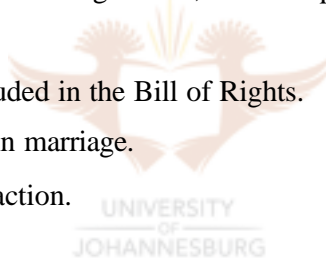 uded in the Bill of Rights.
n marriage.
action.
UNIVERSITY
OF
JOHANNESBURG